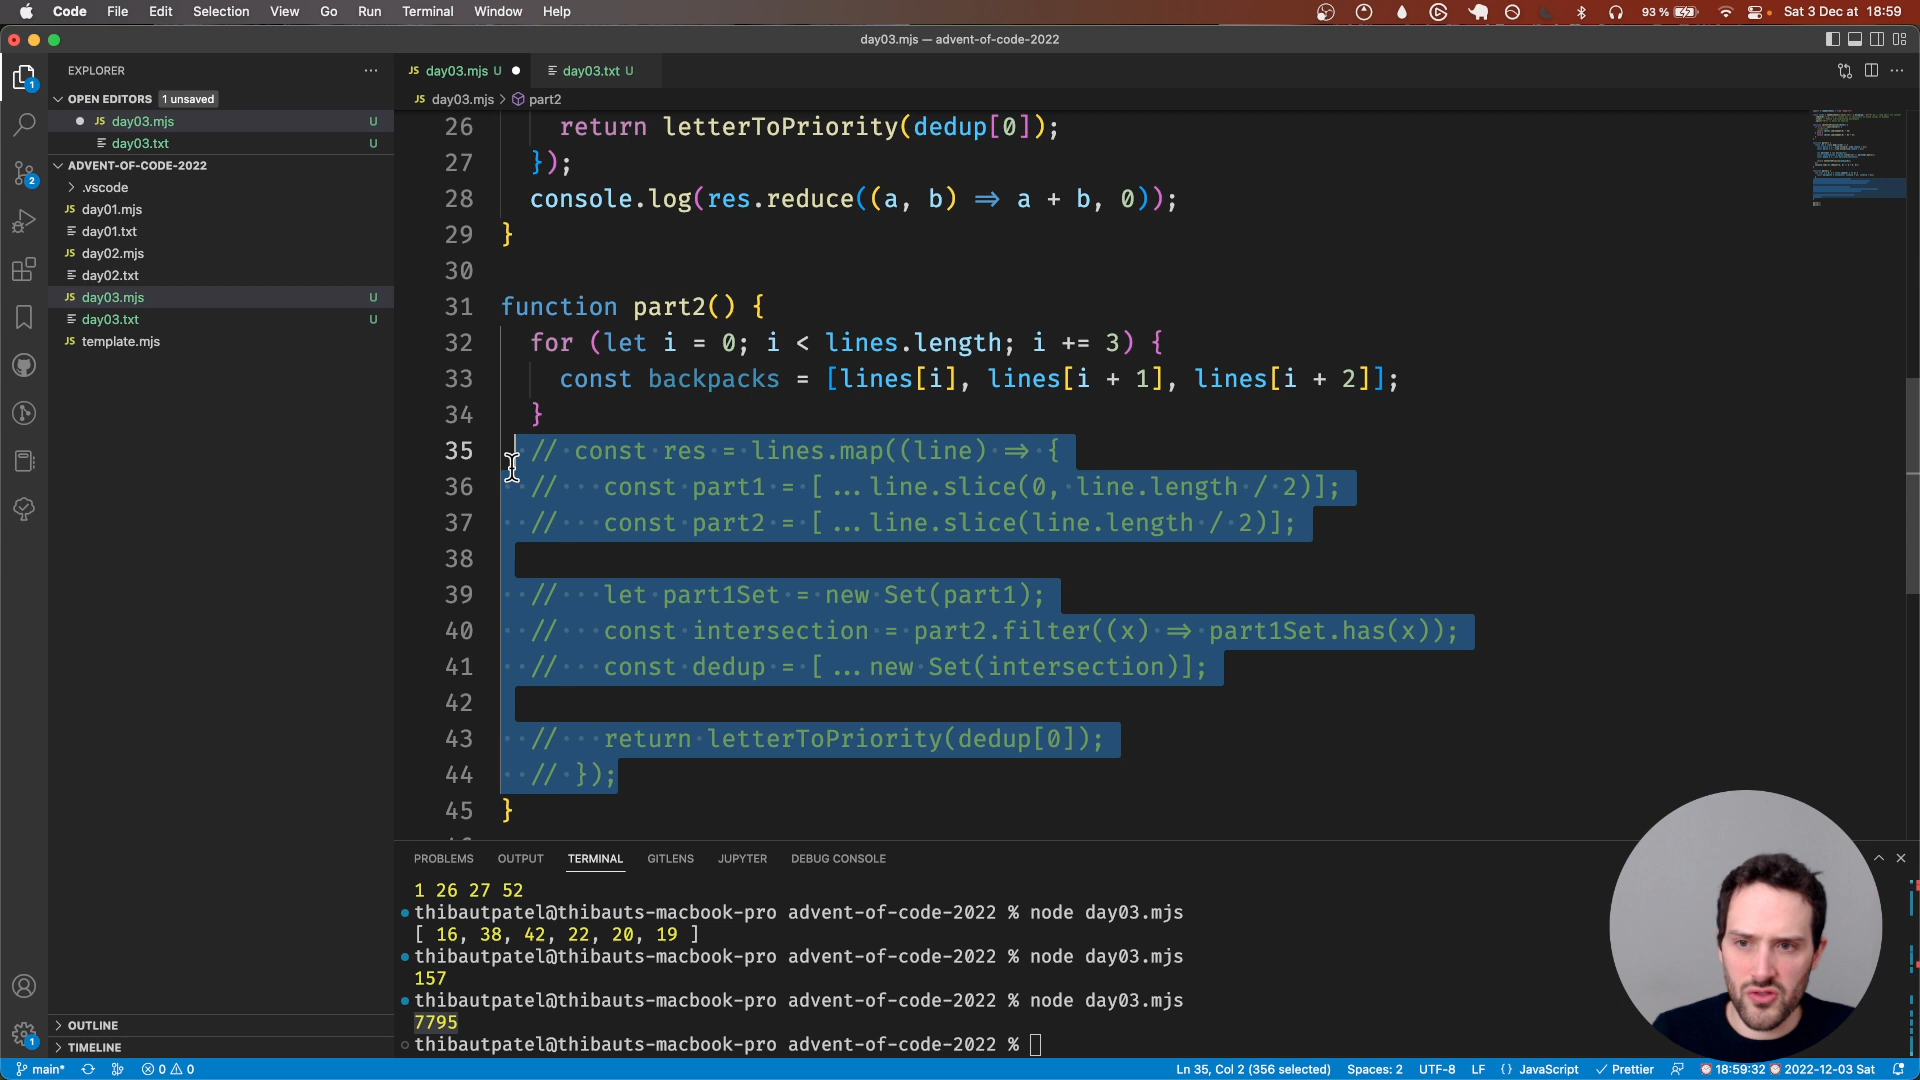 Code File Edit Selection View Go Run Terminal Window Help 93 % Sat 3 Dec at 18:59
day03.mjs — advent-of-code-2022
EXPLORER
OPEN EDITORS 1 unsaved
JS day03.mjs U
day03.txt U
ADVENT-OF-CODE-2022
.vscode
JS day01.mjs
day01.txt
JS day02.mjs
day02.txt
JS day03.mjs U
day03.txt U
JS template.mjs
OUTLINE
TIMELINE
JS day03.mjs U
day03.txt U
JS day03.mjs > part2
26 return letterToPriority(dedup[0]);
27 });
28 console.log(res.reduce((a, b) => a + b, 0));
29 }
30
31 function part2() {
32 for (let i = 0; i < lines.length; i += 3) {
33 const backpacks = [lines[i], lines[i + 1], lines[i + 2]];
34 }
35 // const res = lines.map((line) => {
36 // const part1 = [...line.slice(0, line.length / 2)];
37 // const part2 = [...line.slice(line.length / 2)];
38
39 // let part1Set = new Set(part1);
40 // const intersection = part2.filter((x) => part1Set.has(x));
41 // const dedup = [...new Set(intersection)];
42
43 // return letterToPriority(dedup[0]);
44 // });
45 }
PROBLEMS OUTPUT TERMINAL GITLENS JUPYTER DEBUG CONSOLE
1 26 27 52
thibautpatel@thibauts-macbook-pro advent-of-code-2022 % node day03.mjs
[ 16, 38, 42, 22, 20, 19 ]
thibautpatel@thibauts-macbook-pro advent-of-code-2022 % node day03.mjs
157
thibautpatel@thibauts-macbook-pro advent-of-code-2022 % node day03.mjs
7795
thibautpatel@thibauts-macbook-pro advent-of-code-2022 %
main* 0 0 Ln 35, Col 2 (356 selected) Spaces: 2 UTF-8 LF {} JavaScript Prettier 18:59:32 2022-12-03 Sat